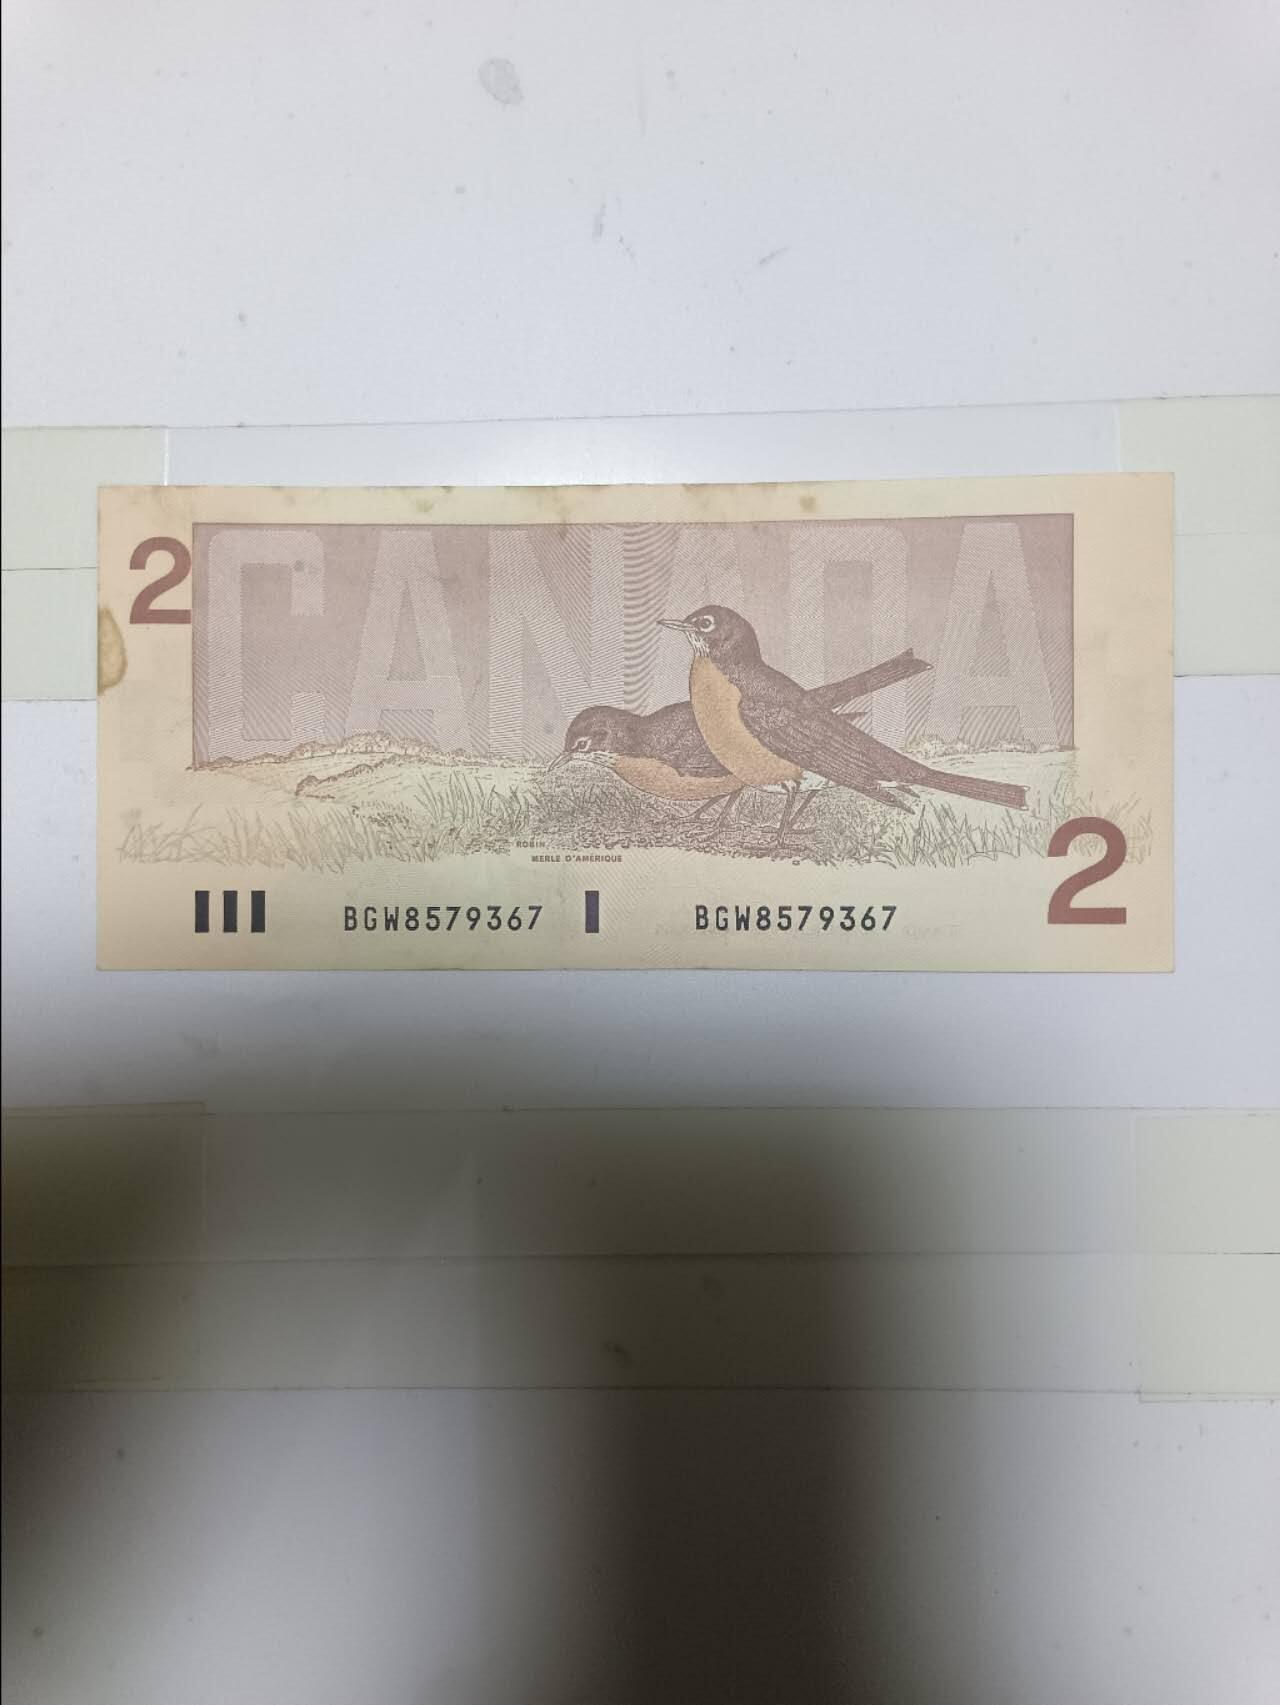 CANADA
2
ROBIN
MERLE D'AMÉRIQUE
BGW8579367 BGW8579367
2